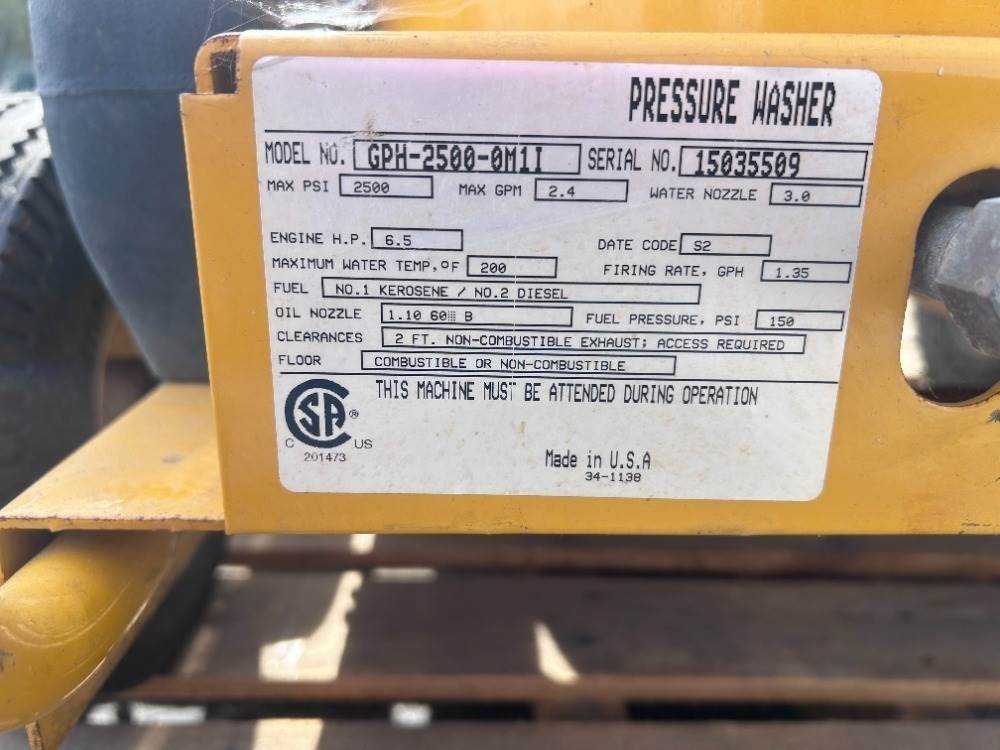 PRESSURE WASHER
MODEL NO. GPH-2500-0M1I SERIAL NO. 15035509
MAX PSI 2500 MAX GPM 2.4 WATER NOZZLE 3.0
ENGINE H.P. 6.5 DATE CODE S2
MAXIMUM WATER TEMP,ºF 200 FIRING RATE, GPH 1.35
FUEL NO.1 KEROSENE / NO.2 DIESEL
OIL NOZZLE 1.10 60 B FUEL PRESSURE, PSI 150
CLEARANCES 2 FT. NON-COMBUSTIBLE EXHAUST; ACCESS REQUIRED
FLOOR COMBUSTIBLE OR NON-COMBUSTIBLE
THIS MACHINE MUST BE ATTENDED DURING OPERATION
CSA®
C US
201473
Made in U.S.A
34-1138